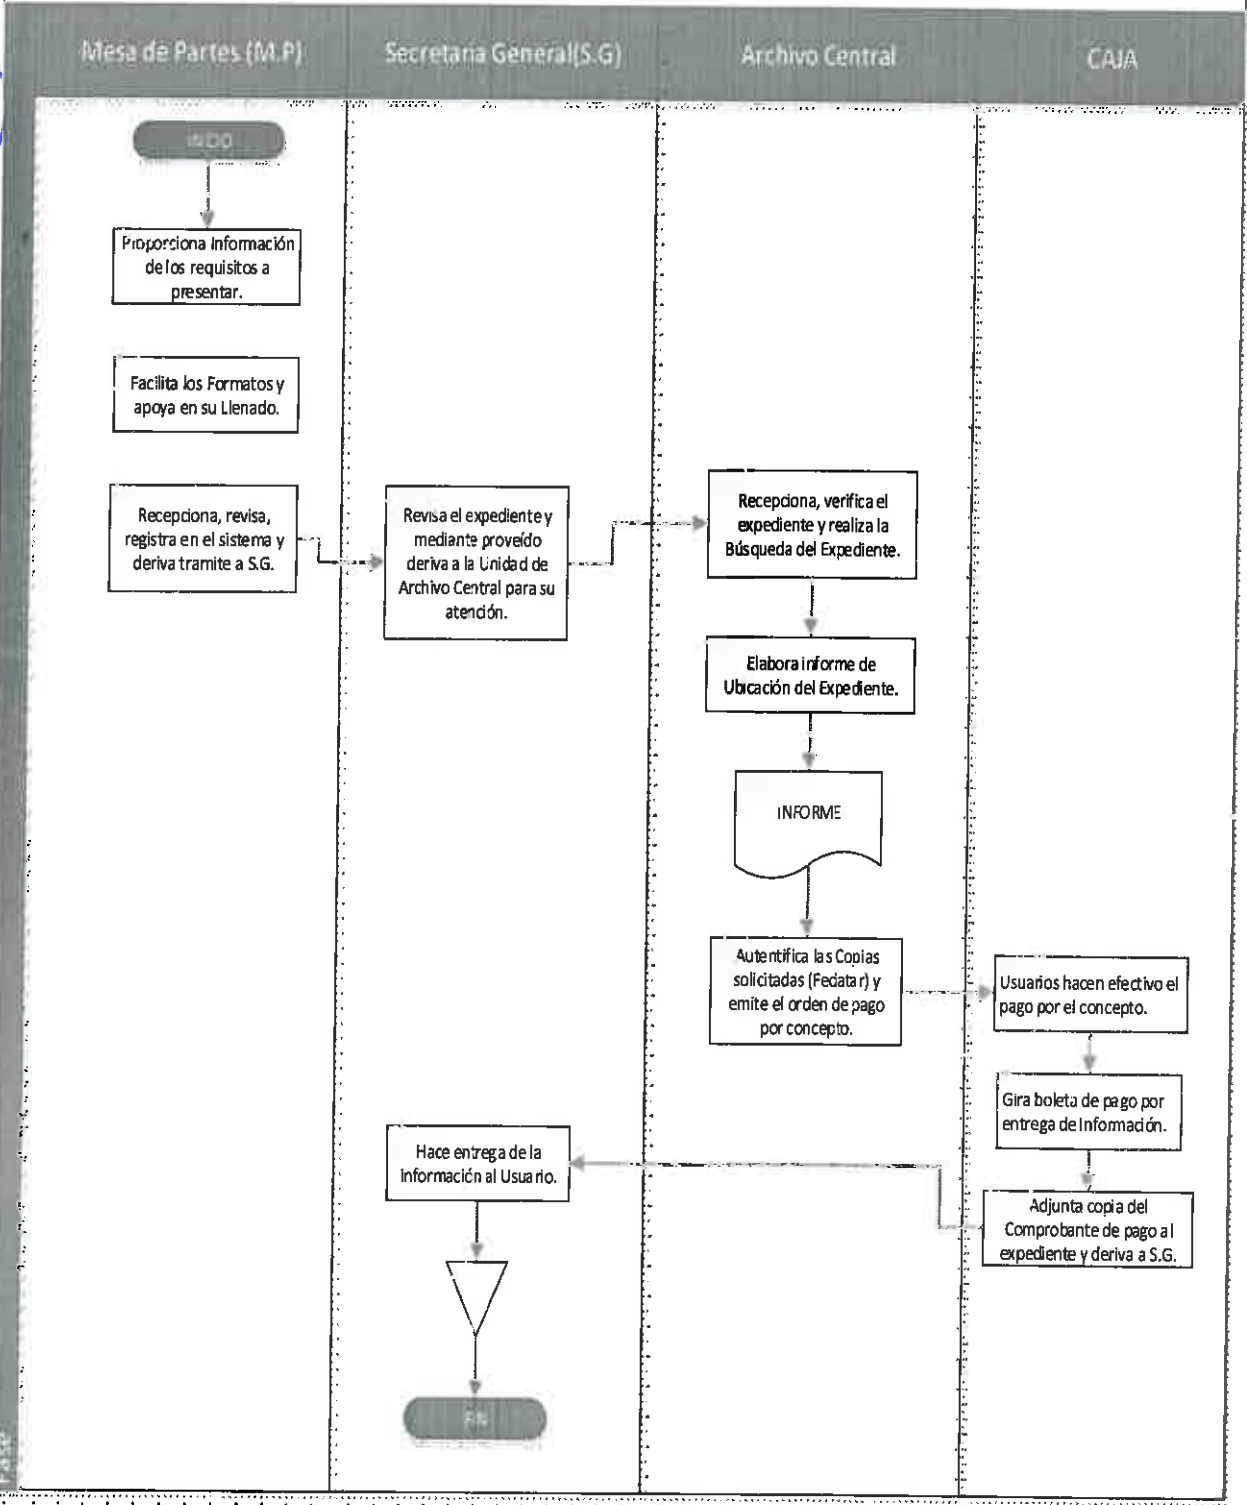 Mesa de Partes (M.P)
Secretaria General(S.G)
Archivo Central
CAJA
INICIO
Proporciona Información
de los requisitos a
presentar.
Facilita los Formatos y
apoya en su Llenado.
Recepciona, revisa,
registra en el sistema y
deriva tramite a S.G.
Revisa el expediente y
mediante proveído
deriva a la Unidad de
Archivo Central para su
atención.
Recepciona, verifica el
expediente y realiza la
Búsqueda del Expediente.
Elabora informe de
Ubicación del Expediente.
INFORME
Autentifica las Copias
solicitadas (Fedatar) y
emite el orden de pago
por concepto.
Usuarios hacen efectivo el
pago por el concepto.
Gira boleta de pago por
entrega de Información.
Adjunta copia del
Comprobante de pago al
expediente y deriva a S.G.
Hace entrega de la
información al Usuario.
FIN
Fase